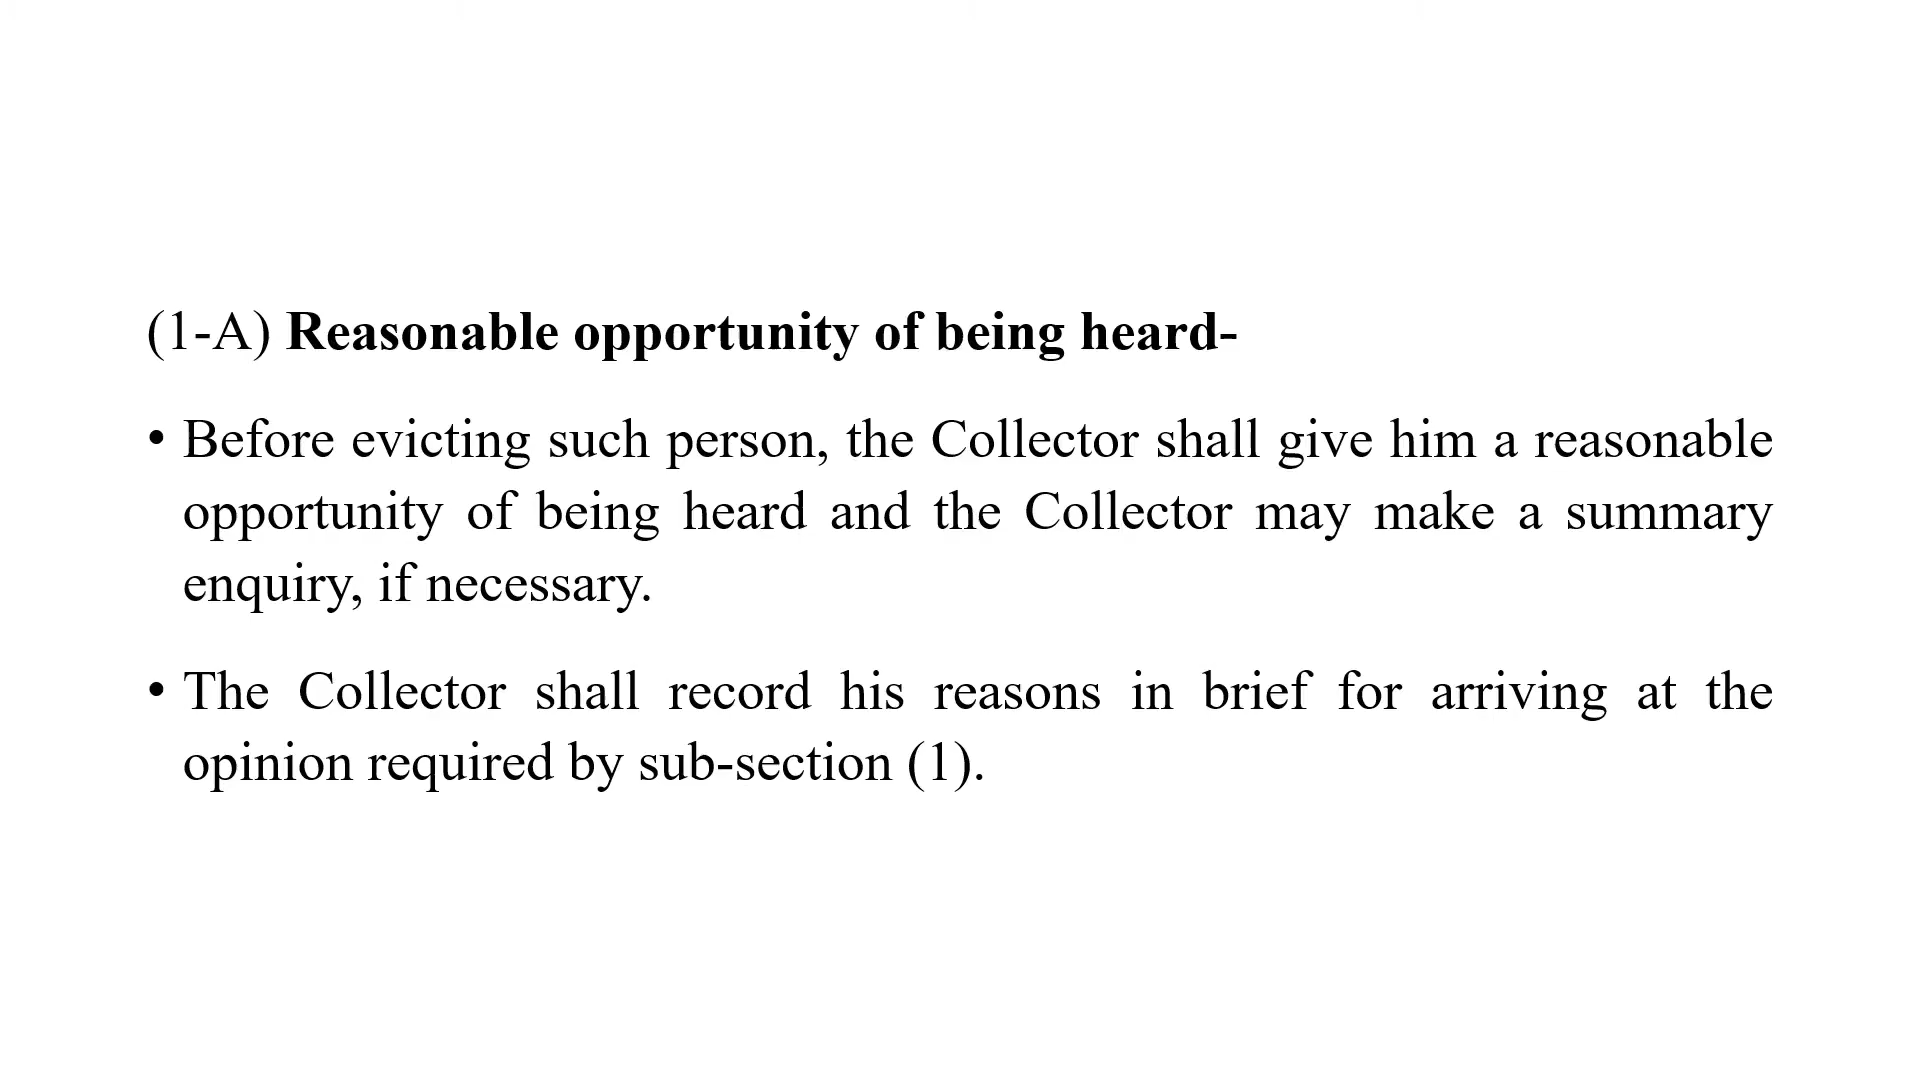 (1-A) Reasonable opportunity of being heard-
• Before evicting such person, the Collector shall give him a reasonable
opportunity of being heard and the Collector may make a summary
enquiry, if necessary.
• The Collector shall record his reasons in brief for arriving at the
opinion required by sub-section (1).